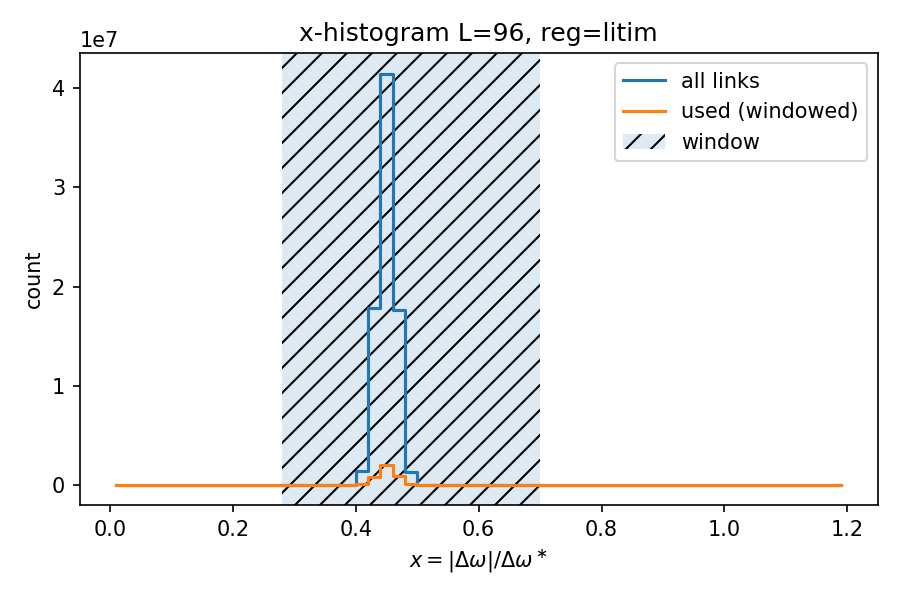 x-histogram L=96, reg=litim
1e7
4
3
2
1
0
count
0.0 0.2 0.4 0.6 0.8 1.0 1.2
x = |Δω|/Δω*
all links
used (windowed)
window